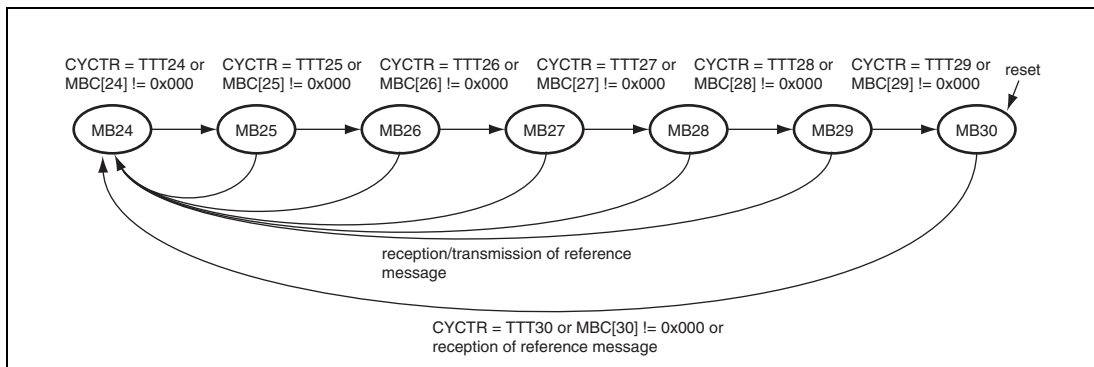 CYCTR = TTT24 or
MBC[24] != 0x000
CYCTR = TTT25 or
MBC[25] != 0x000
CYCTR = TTT26 or
MBC[26] != 0x000
CYCTR = TTT27 or
MBC[27] != 0x000
CYCTR = TTT28 or
MBC[28] != 0x000
CYCTR = TTT29 or
MBC[29] != 0x000
reset
MB24
MB25
MB26
MB27
MB28
MB29
MB30
reception/transmission of reference
message
CYCTR = TTT30 or MBC[30] != 0x000 or
reception of reference message